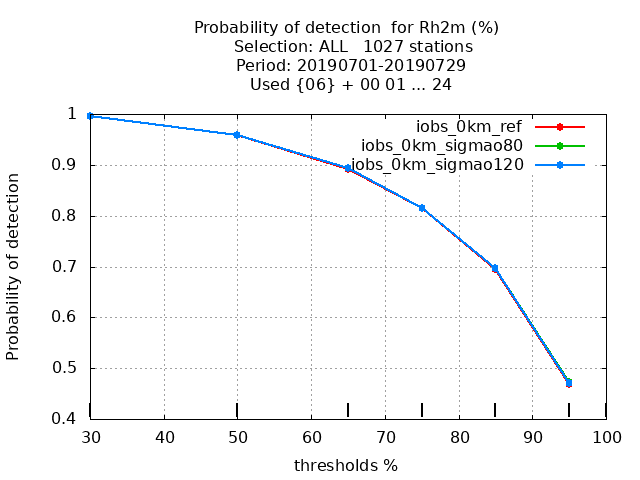 Probability of detection  for Rh2m (%)
Selection: ALL   1027 stations
Period: 20190701-20190729
Used {06} + 00 01 ... 24
iobs_0km_ref
iobs_0km_sigmao80
iobs_0km_sigmao120
Probability of detection
1
0.9
0.8
0.7
0.6
0.5
0.4
30 40 50 60 70 80 90 100
thresholds %